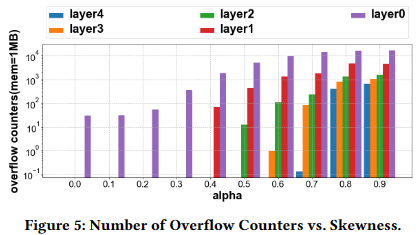 layer4 layer2 layer0
layer3 layer1
overflow counters(mem=1MB)
10^4
10^3
10^2
10^1
10^0
10^-1
0.0 0.1 0.2 0.3 0.4 0.5 0.6 0.7 0.8 0.9
alpha
Figure 5: Number of Overflow Counters vs. Skewness.